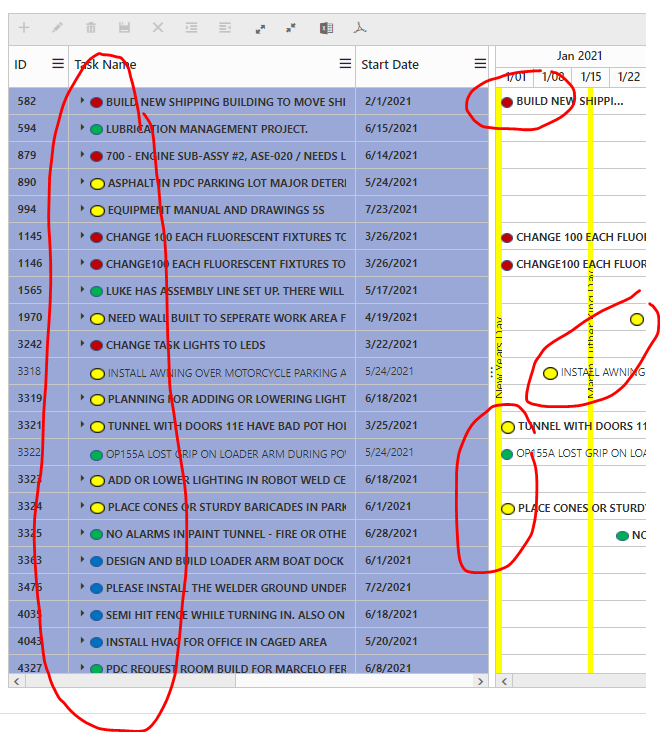 Jan 2021
ID Task Name Start Date 1/01 1/08 1/15 1/22
582 BUILD NEW SHIPPING BUILDING TO MOVE SHI 2/1/2021 BUILD NEW SHIPPI...
594 LUBRICATION MANAGEMENT PROJECT. 6/15/2021
879 700 - ENGINE SUB-ASSY #2, ASE-020 / NEEDS L 6/14/2021
890 ASPHALT IN PDC PARKING LOT MAJOR DETERI 5/24/2021
994 EQUIPMENT MANUAL AND DRAWINGS 5S 7/23/2021
1145 CHANGE 100 EACH FLUORESCENT FIXTURES TO 3/26/2021 CHANGE 100 EACH FLUOR
1146 CHANGE100 EACH FLUORESCENT FIXTURES TO 3/26/2021 CHANGE100 EACH FLUOR
1565 LUKE HAS ASSEMBLY LINE SET UP. THERE WILL 5/17/2021
1970 NEED WALL BUILT TO SEPERATE WORK AREA F 4/19/2021
3242 CHANGE TASK LIGHTS TO LEDS 3/22/2021
3318 INSTALL AWNING OVER MOTORCYCLE PARKING A 5/24/2021 INSTALL AWNING
3319 PLANNING FOR ADDING OR LOWERING LIGHT 6/18/2021
3321 TUNNEL WITH DOORS 11E HAVE BAD POT HOL 3/25/2021 TUNNEL WITH DOORS 11
3322 OP155A LOST GRIP ON LOADER ARM DURING PO 5/24/2021 OP155A LOST GRIP ON LOA
3323 ADD OR LOWER LIGHTING IN ROBOT WELD CE 6/18/2021
3324 PLACE CONES OR STURDY BARICADES IN PARK 6/1/2021 PLACE CONES OR STURDY
3325 NO ALARMS IN PAINT TUNNEL - FIRE OR OTHE 6/28/2021 NO
3363 DESIGN AND BUILD LOADER ARM BOAT DOCK 6/1/2021
3476 PLEASE INSTALL THE WELDER GROUND UNDER 7/2/2021
4035 SEMI HIT FENCE WHILE TURNING IN. ALSO ON 6/18/2021
4043 INSTALL HVAC FOR OFFICE IN CAGED AREA 5/20/2021
4327 PDC REQUEST ROOM BUILD FOR MARCELO FER 6/8/2021
New Years Day
Martin Luther King Day